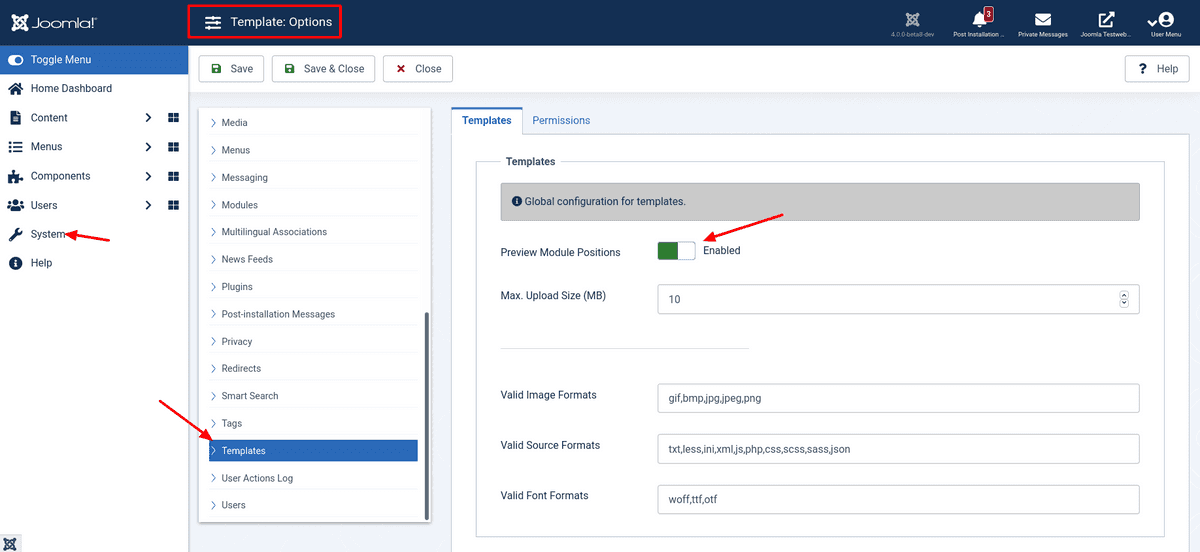 Joomla!®
Template: Options
4.0.0-beta8-dev
3
Post Installation ..
Private Messages
Joomla Testweb...
User Menu
Toggle Menu
Home Dashboard
Content
Menus
Components
Users
System
Help
Save
Save & Close
Close
? Help
Media
Menus
Messaging
Modules
Multilingual Associations
News Feeds
Plugins
Post-installation Messages
Privacy
Redirects
Smart Search
Tags
Templates
User Actions Log
Users
Templates
Permissions
Templates
Global configuration for templates.
Preview Module Positions
Enabled
Max. Upload Size (MB)
10
Valid Image Formats
gif,bmp,jpg,jpeg,png
Valid Source Formats
txt,less,ini,xml,js,php,css,scss,sass,json
Valid Font Formats
woff,ttf,otf